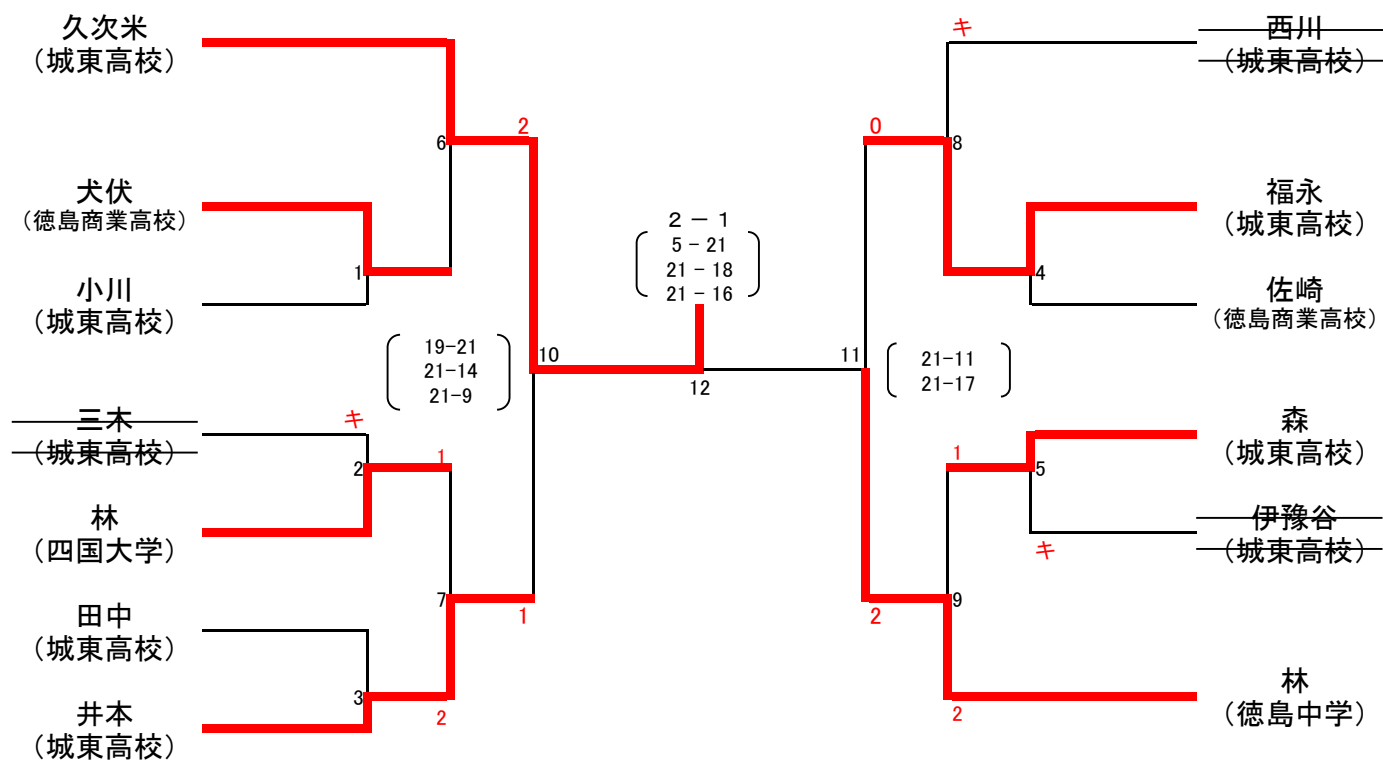 久次米
（城東高校）
犬伏
（徳島商業高校）
小川
（城東高校）
三木
（城東高校）
林
（四国大学）
田中
（城東高校）
井本
（城東高校）
6
2
1
キ
2
1
7
1
3
2
19-21
21-14
21-9
10
2 － 1
5 － 21
21 － 18
21 － 16
12
11
21-11
21-17
0
8
キ
4
1
5
キ
2
9
2
西川
（城東高校）
福永
（城東高校）
佐崎
（徳島商業高校）
森
（城東高校）
伊豫谷
（城東高校）
林
（徳島中学）